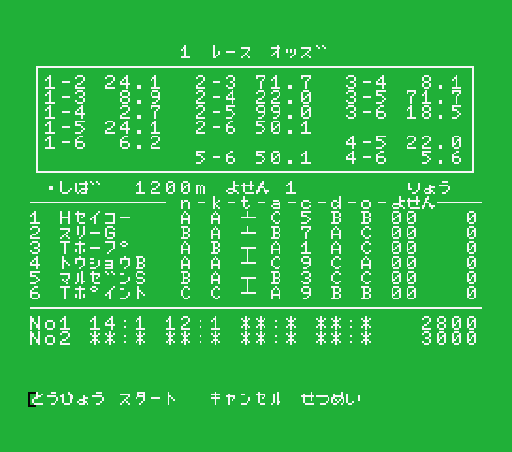 1 レース オッズ
1-2 24.1 2-3 71.7 3-4 8.1
1-3 8.9 2-4 22.0 3-5 71.7
1-4 2.7 2-5 99.0 3-6 18.5
1-5 24.1 2-6 50.1
1-6 6.2 4-5 22.0
5-6 50.1 4-6 5.6
・しば 1200m よせん 1 りょう
n-k-t-a-c-d-o-よせん
1 Hセイコー A A 丄 C 5 B B 00 0
2 スリーG B A 丄 B 7 A C 00 0
3 Tホープ A B 工 A 1 A C 00 0
4 トウショウB A A 工 C 9 C A 00 0
5 マルゼンS B A 工 B 3 C C 00 0
6 Tポイント C C 工 A 9 B B 00 0
No1 14:1 12:1 **:* **:* 2800
No2 **:* **:* **:* **:* 3000
とうひょう スタート キャンセル せつめい